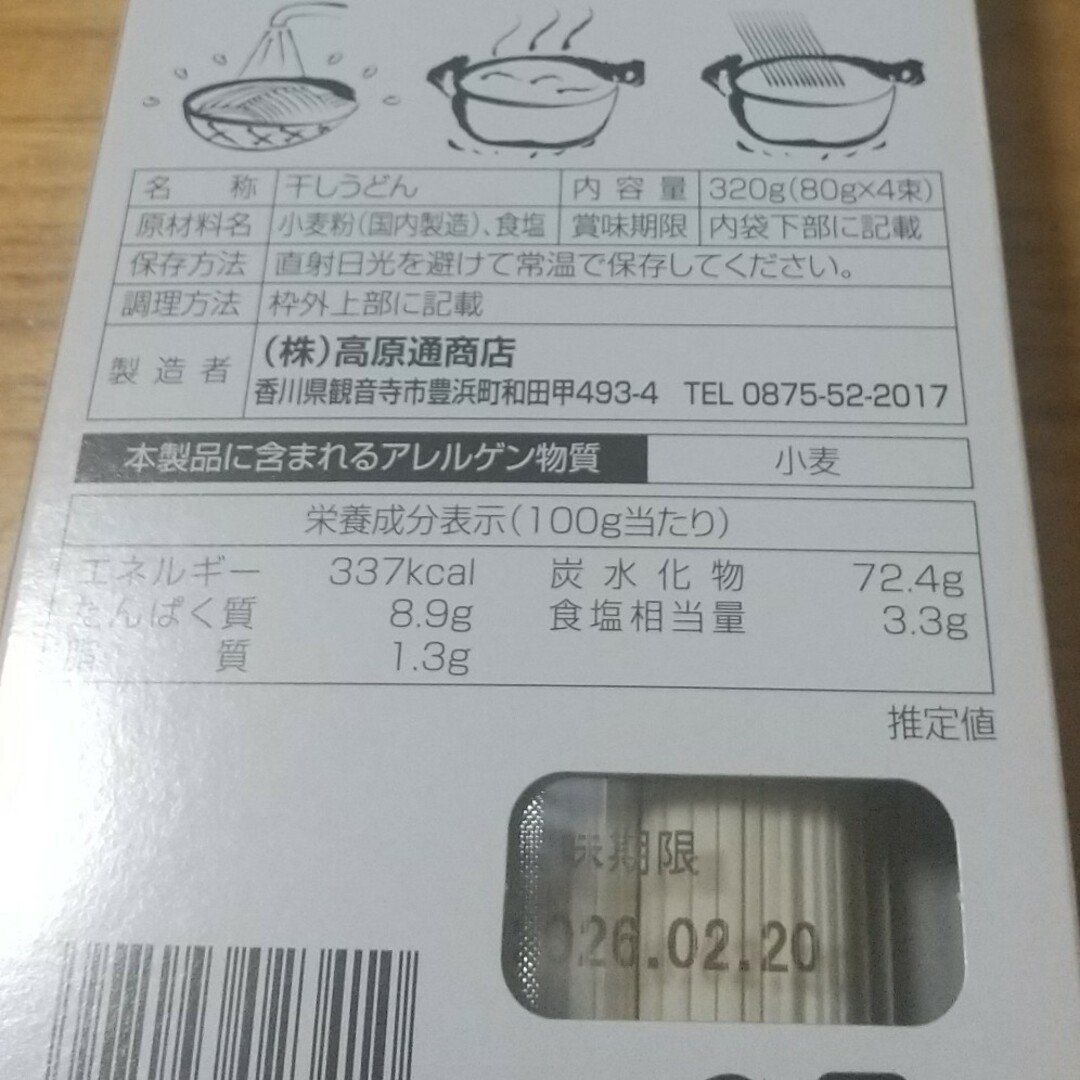 名称 干しうどん 内容量 320g(80g×4束)
原材料名 小麦粉(国内製造)、食塩 賞味期限 内袋下部に記載
保存方法 直射日光を避けて常温で保存してください。
調理方法 枠外上部に記載
製造者 (株)高原通商店
香川県観音寺市豊浜町和田甲493-4 TEL 0875-52-2017
本製品に含まれるアレルゲン物質 小麦
栄養成分表示(100g当たり)
エネルギー 337kcal 炭水化物 72.4g
たんぱく質 8.9g 食塩相当量 3.3g
脂質 1.3g
推定値
味期限
026.02.20